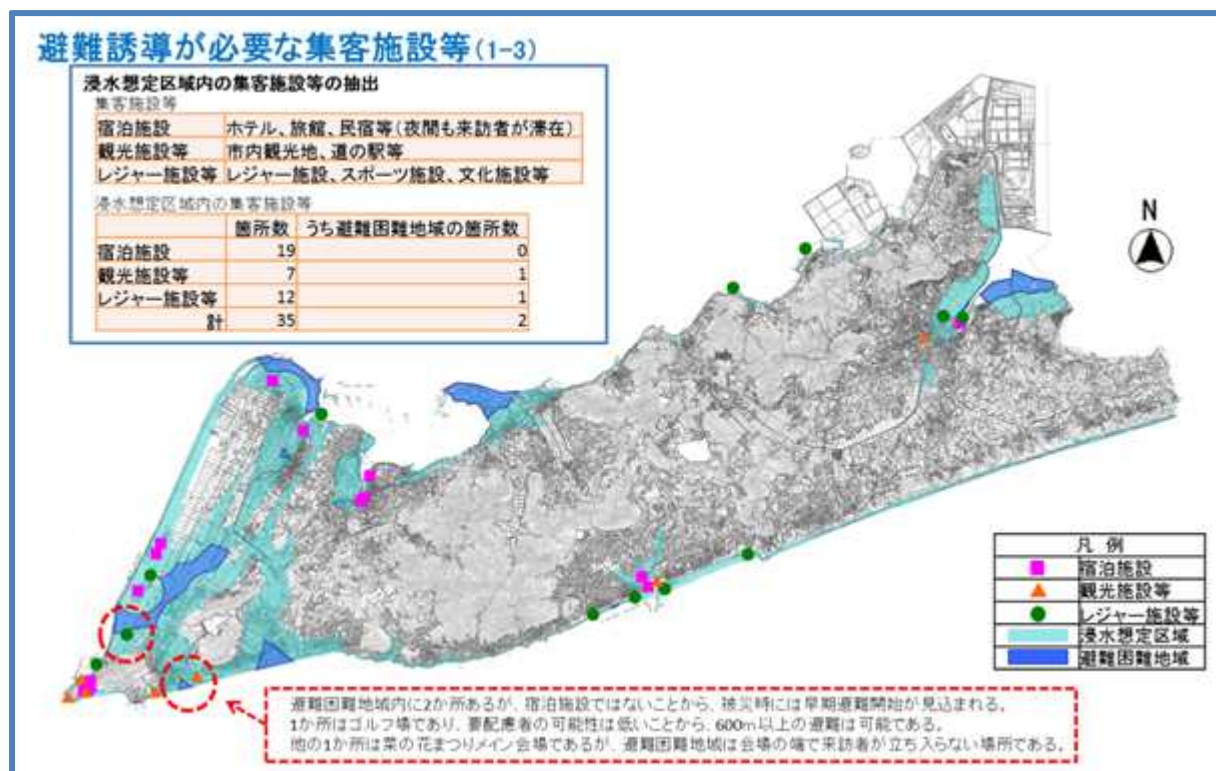 避難誘導が必要な集客施設等(1-3)
浸水想定区域内の集客施設等の抽出
集客施設等
宿泊施設 ホテル、旅館、民宿等(夜間も来訪者が滞在)
観光施設等 市内観光地、道の駅等
レジャー施設等 レジャー施設、スポーツ施設、文化施設等
浸水想定区域内の集客施設等
箇所数 うち避難困難地域の箇所数
宿泊施設 19 0
観光施設等 7 1
レジャー施設等 12 1
計 35 2
N
凡 例
宿泊施設
観光施設等
レジャー施設等
浸水想定区域
避難困難地域
避難困難地域内に2か所あるが、宿泊施設ではないことから、被災時には早期避難開始が見込まれる。
1か所はゴルフ場であり、要配慮者の可能性は低いことから、600m以上の避難は可能である。
他の1か所は菜の花まつりメイン会場であるが、避難困難地域は会場の端で来訪者が立ち入らない場所である。